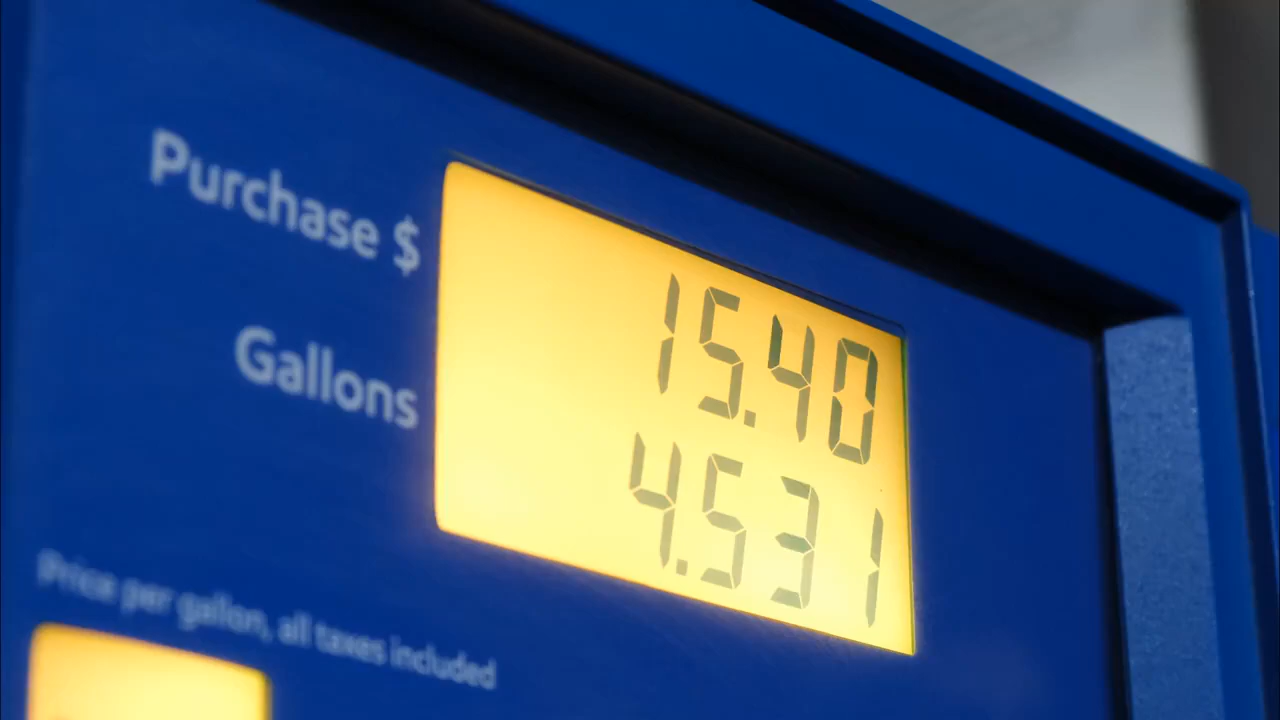 Purchase $ 15.40
Gallons 4.531
Price per gallon, all taxes included